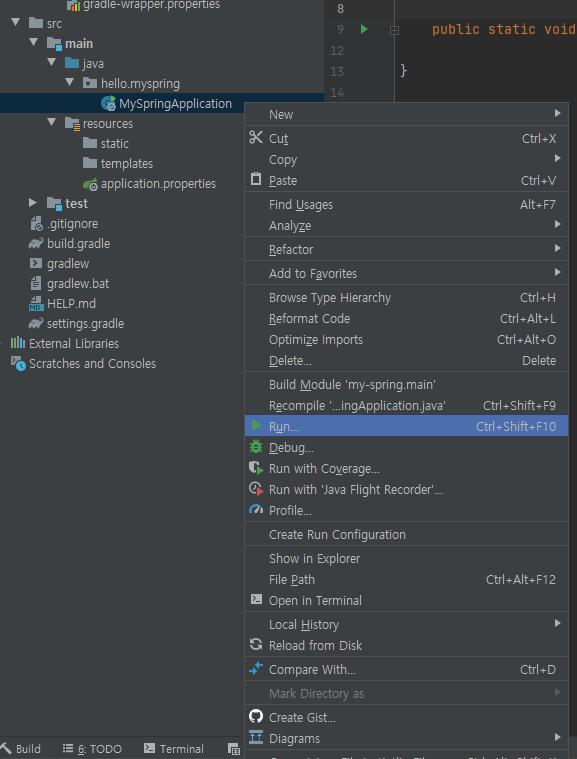 gradle-wrapper.properties
src
main
java
hello.myspring
MySpringApplication
resources
static
templates
application.properties
test
.gitignore
build.gradle
gradlew
gradlew.bat
HELP.md
settings.gradle
External Libraries
Scratches and Consoles
8
9 public static void
12
13 }
14
New
Cut Ctrl+X
Copy
Paste Ctrl+V
Find Usages Alt+F7
Analyze
Refactor
Add to Favorites
Browse Type Hierarchy Ctrl+H
Reformat Code Ctrl+Alt+L
Optimize Imports Ctrl+Alt+O
Delete... Delete
Build Module 'my-spring.main'
Recompile '...ingApplication.java' Ctrl+Shift+F9
Run... Ctrl+Shift+F10
Debug...
Run with Coverage...
Run with 'Java Flight Recorder'...
Profile...
Create Run Configuration
Show in Explorer
File Path Ctrl+Alt+F12
Open in Terminal
Local History
Reload from Disk
Compare With... Ctrl+D
Mark Directory as
Create Gist...
Diagrams
Build 6: TODO Terminal